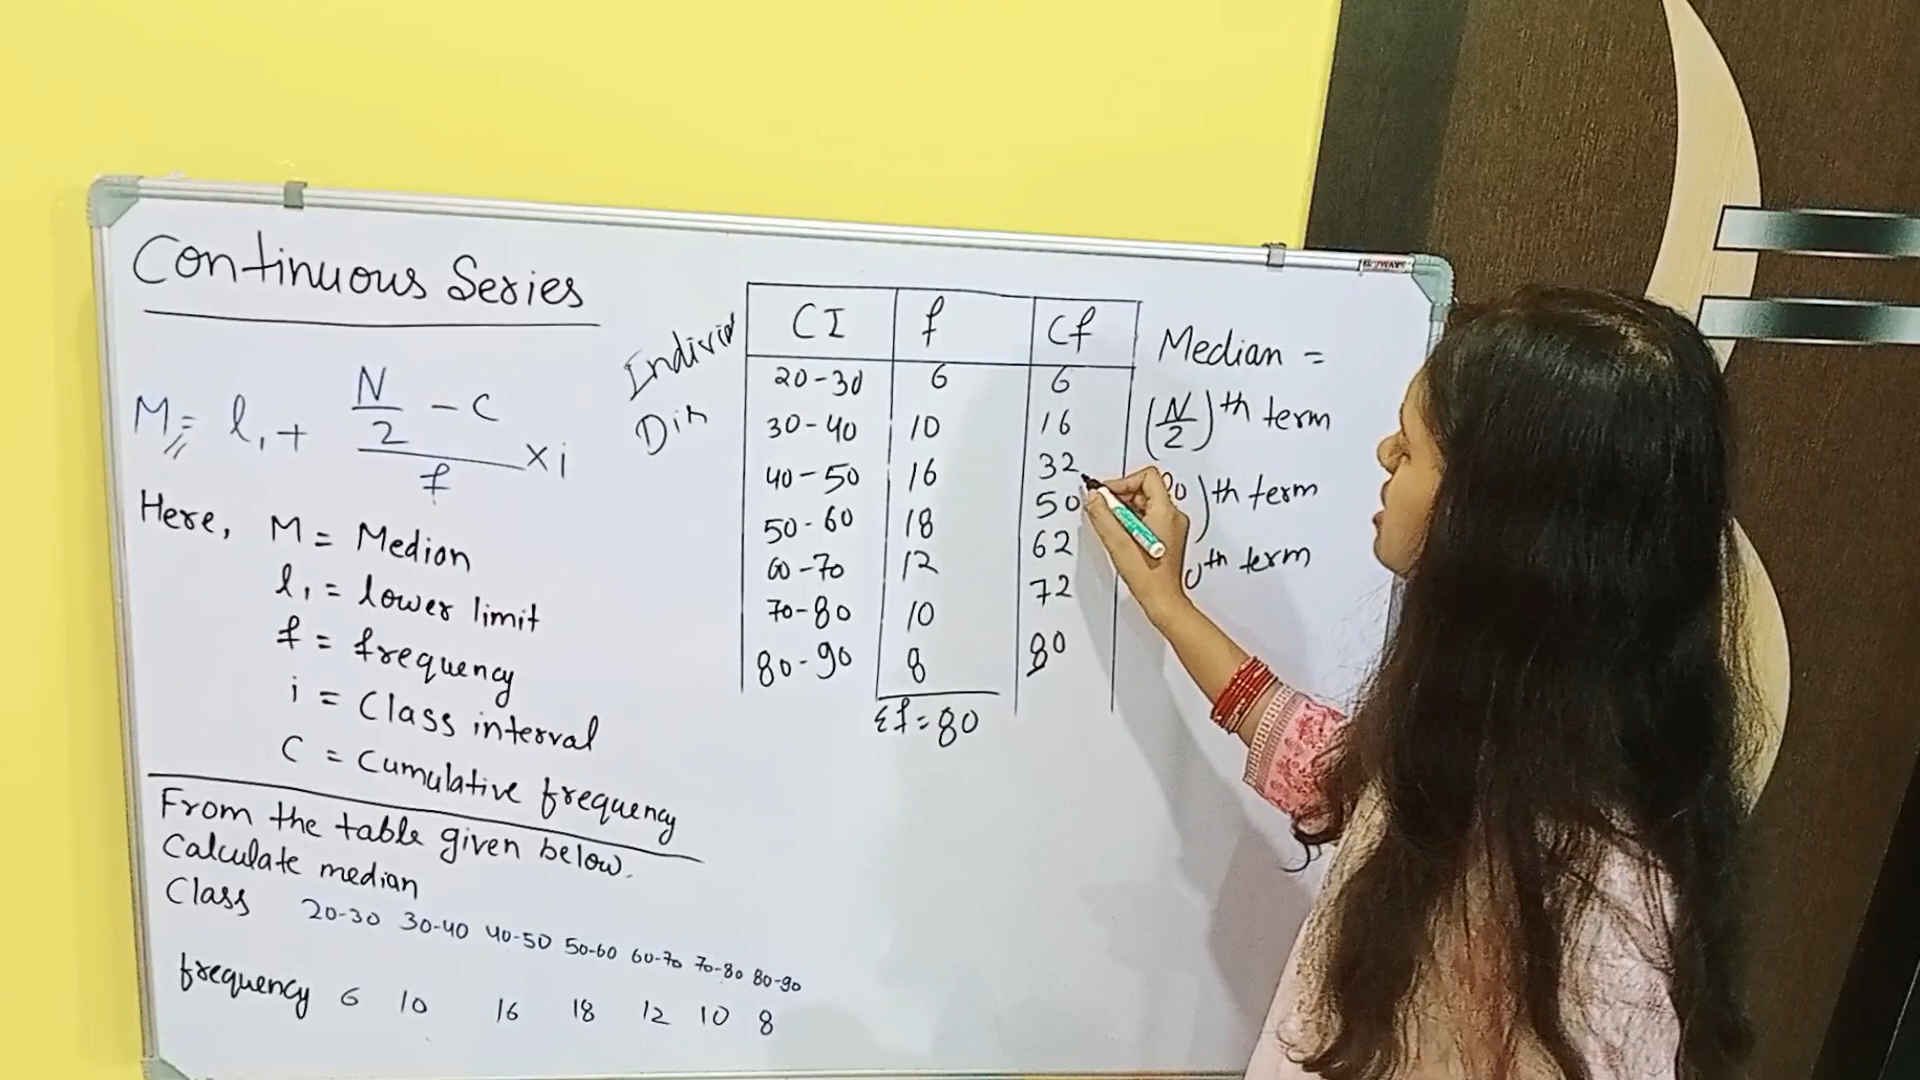 Continuous Series
M = l₁ + N/2 - C / f × i
Here, M = Median
l₁ = lower limit
f = frequency
i = Class interval
C = Cumulative frequency
From the table given below.
Calculate median
Class 20-30 30-40 40-50 50-60 60-70 70-80 80-90
frequency 6 10 16 18 12 10 8
CI f Cf
20-30 6 6
30-40 10 16
40-50 16 32
50-60 18 50
60-70 12 62
70-80 10 72
80-90 8 80
Σf = 80
Median =
(N/2)th term
)th term
th term